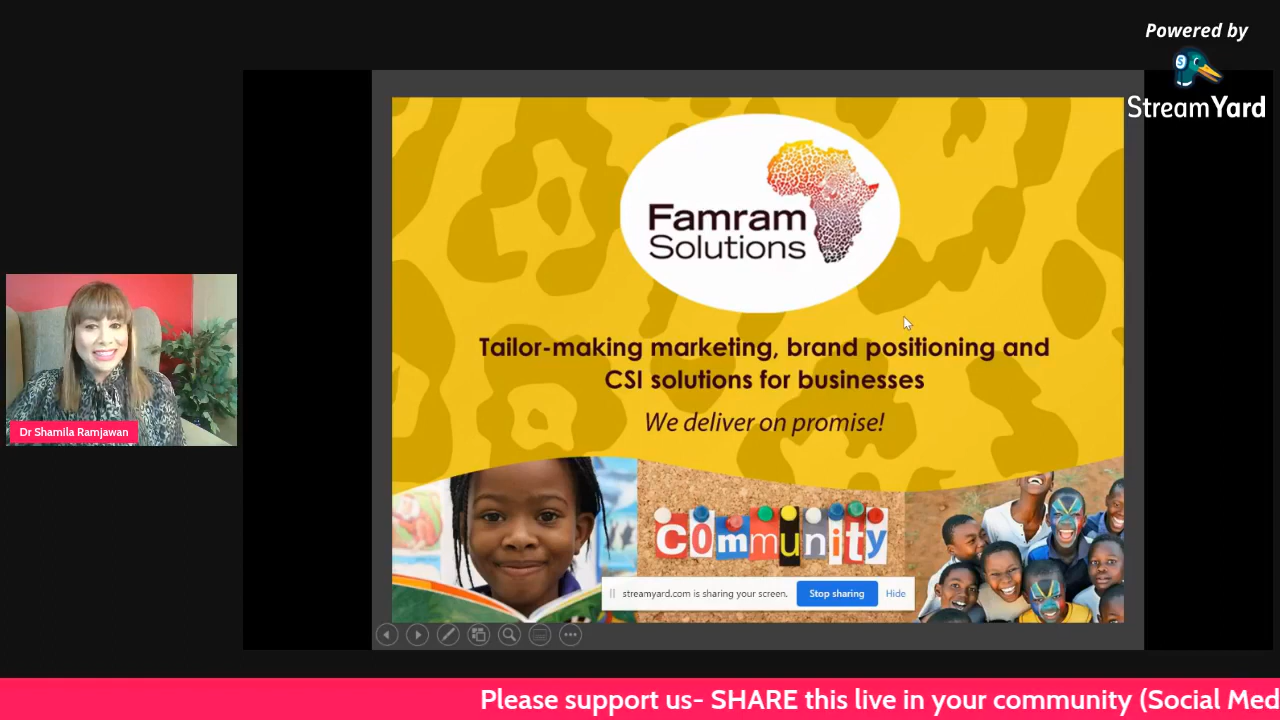 Powered by
StreamYard
Famram
Solutions
Tailor-making marketing, brand positioning and
CSI solutions for businesses
We deliver on promise!
Community
streamyard.com is sharing your screen.
Stop sharing
Hide
Dr Shamila Ramjawan
Please support us- SHARE this live in your community (Social Med